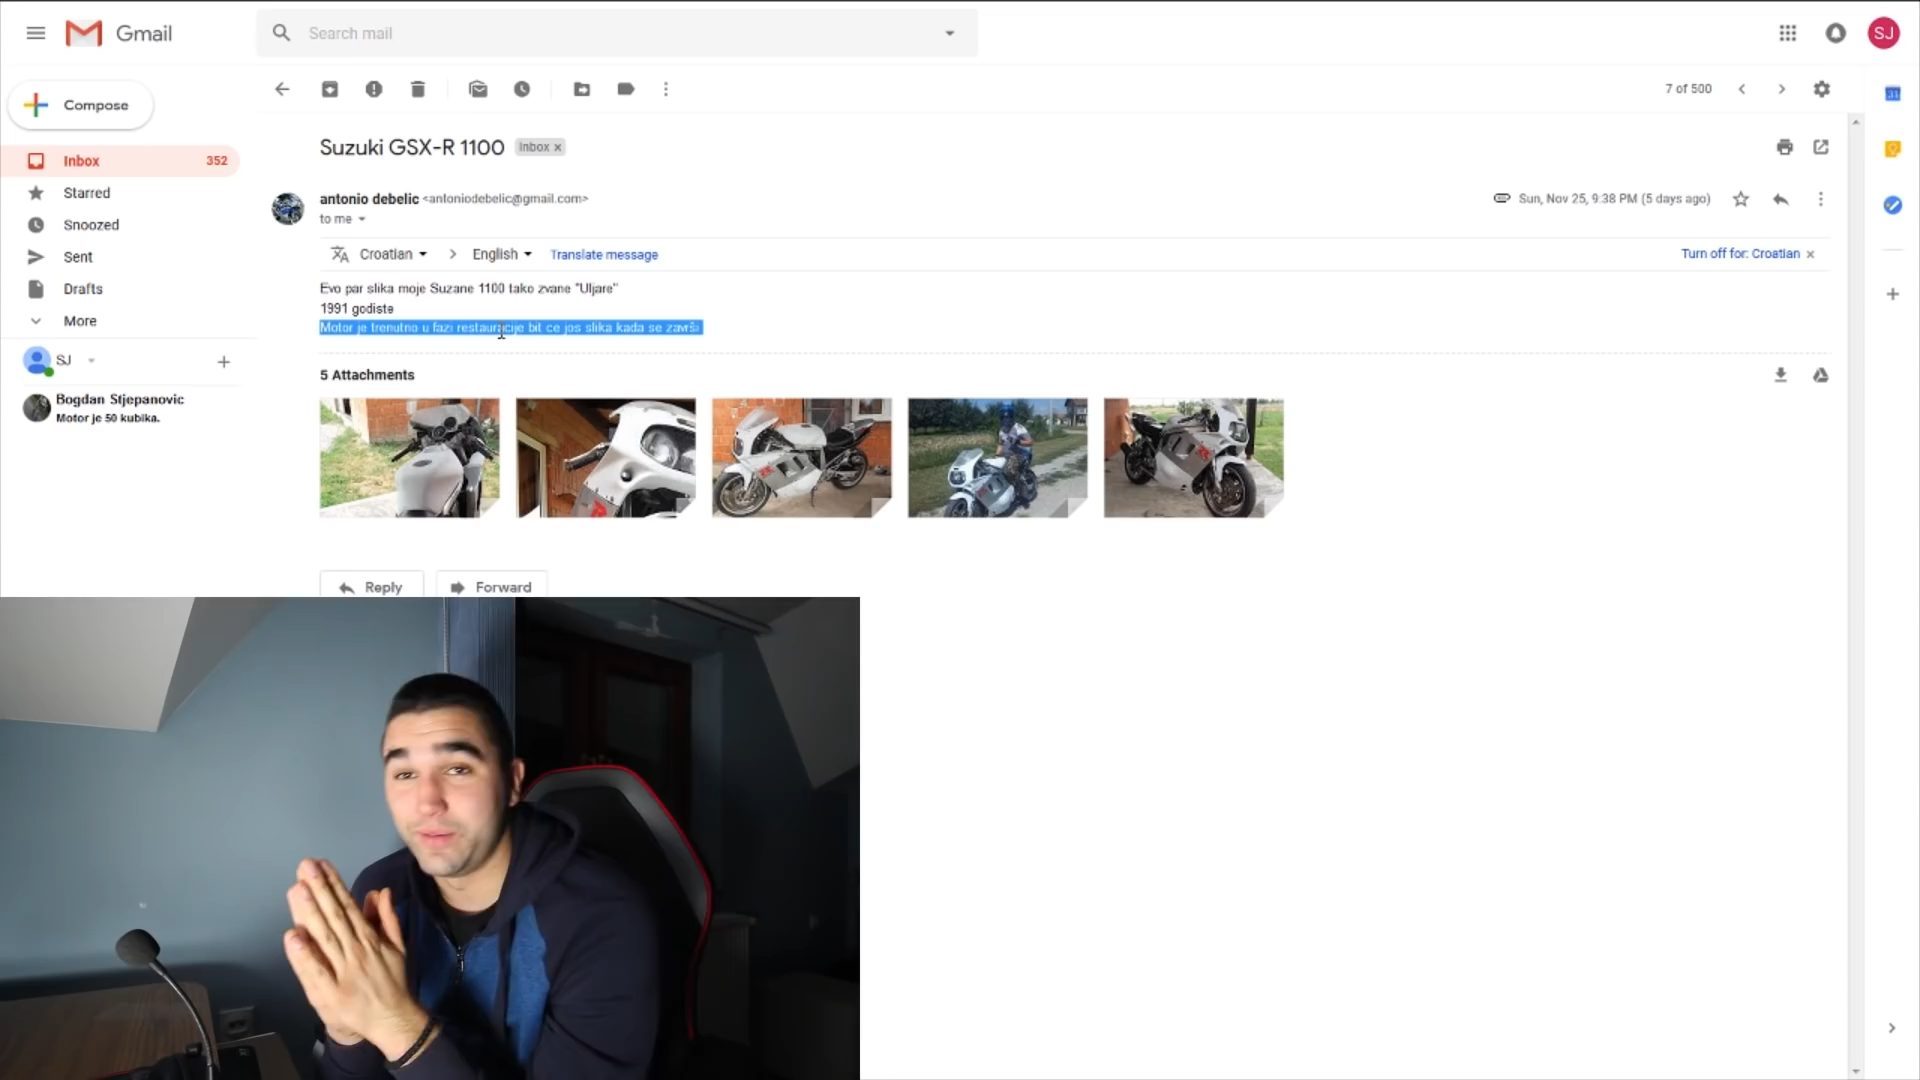 Gmail
Search mail
SJ
Compose
7 of 500
Inbox 352
Starred
Snoozed
Sent
Drafts
More
SJ
Bogdan Stjepanovic
Motor je 50 kubika.
Suzuki GSX-R 1100 Inbox x
antonio debelic <antoniodebelic@gmail.com>
Sun, Nov 25, 9:38 PM (5 days ago)
to me
Croatian > English Translate message
Turn off for: Croatian x
Evo par slika moje Suzane 1100 tako zvane "Uljare"
1991 godiste
Motor je trenutno u fazi restauracije bit ce jos slika kada se završi
5 Attachments
Reply
Forward